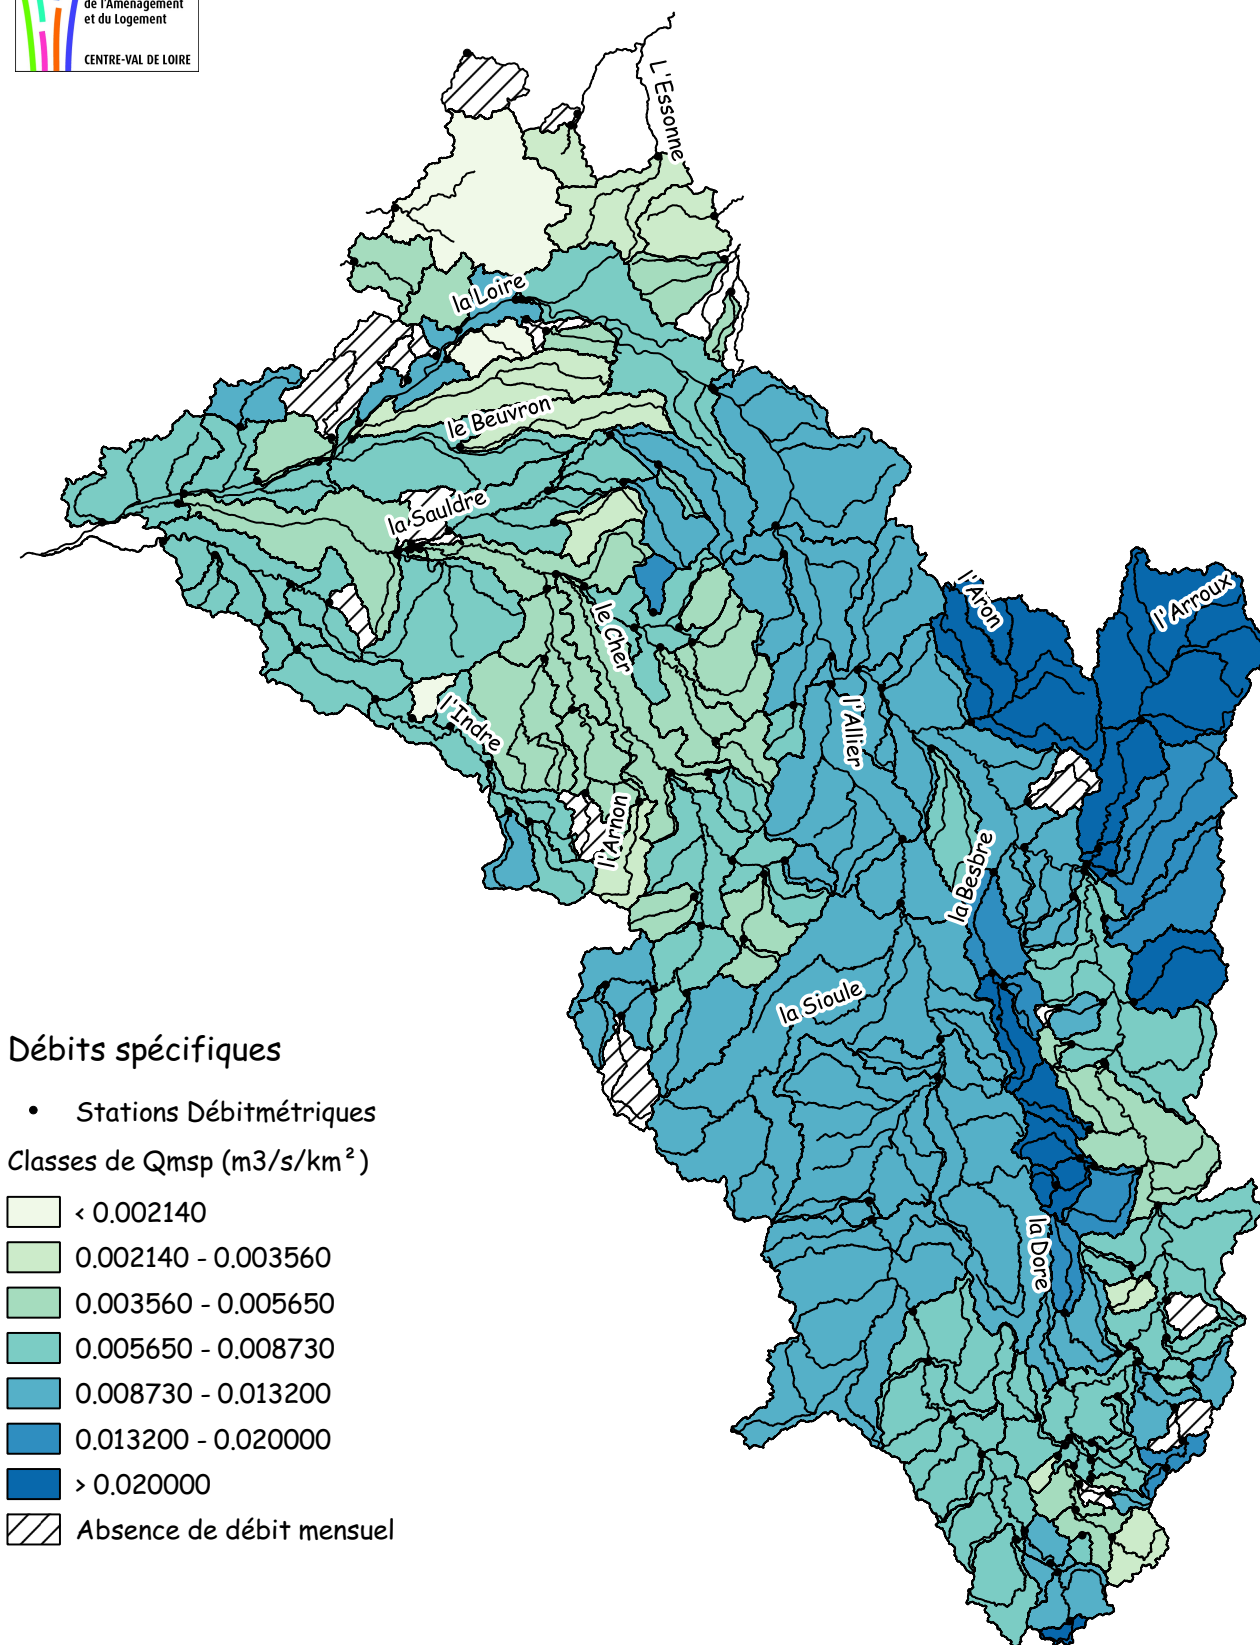 de l'Aménagement
et du Logement
CENTRE-VAL DE LOIRE
L'Essonne
la Loire
le Beuvron
la Sauldre
l'Aron
l'Arroux
le Cher
l'Indre
l'Allier
l'Arnon
la Besbre
la Sioule
la Dore
Débits spécifiques
Stations Débitmétriques
Classes de Qmsp (m3/s/km²)
< 0.002140
0.002140 - 0.003560
0.003560 - 0.005650
0.005650 - 0.008730
0.008730 - 0.013200
0.013200 - 0.020000
> 0.020000
Absence de débit mensuel